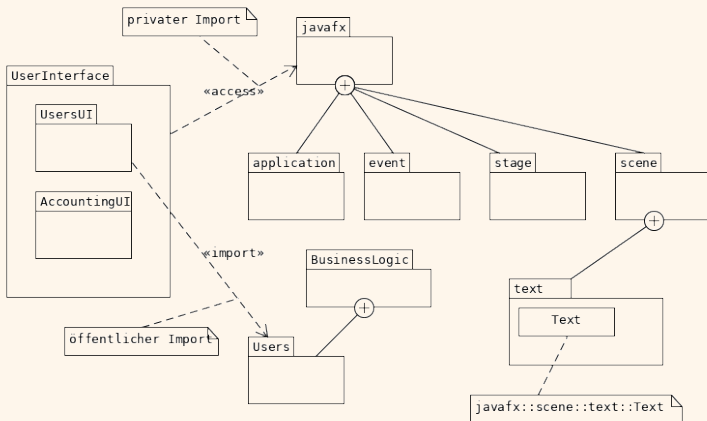 privater Import
javafx
UserInterface
«access»
UsersUI
application
event
stage
scene
AccountingUI
«import»
BusinessLogic
text
Text
öffentlicher Import
Users
javafx::scene::text::Text